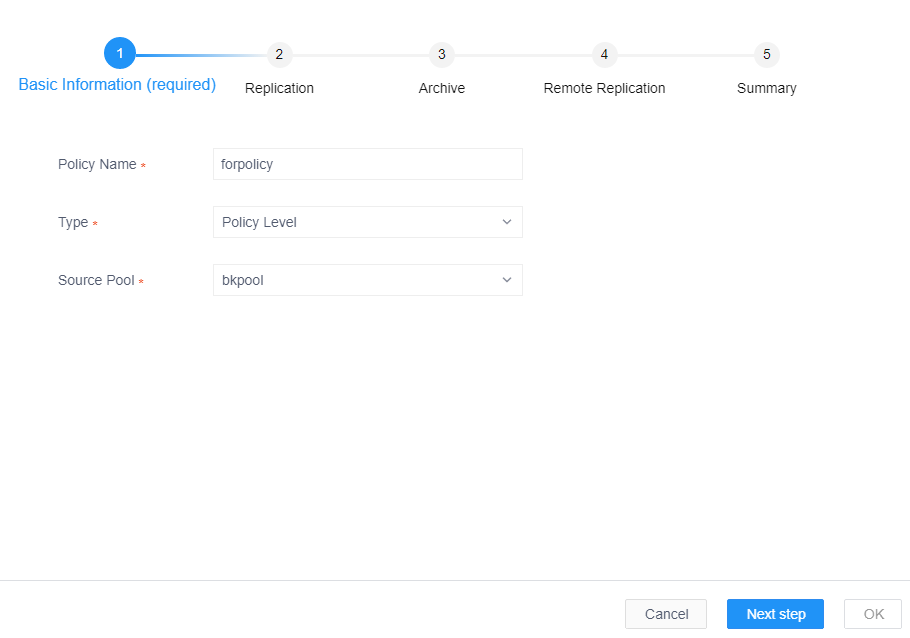 1
2
3
4
5
Basic Information (required)
Replication
Archive
Remote Replication
Summary
Policy Name *
forpolicy
Type *
Policy Level
Source Pool *
bkpool
Cancel
Next step
OK